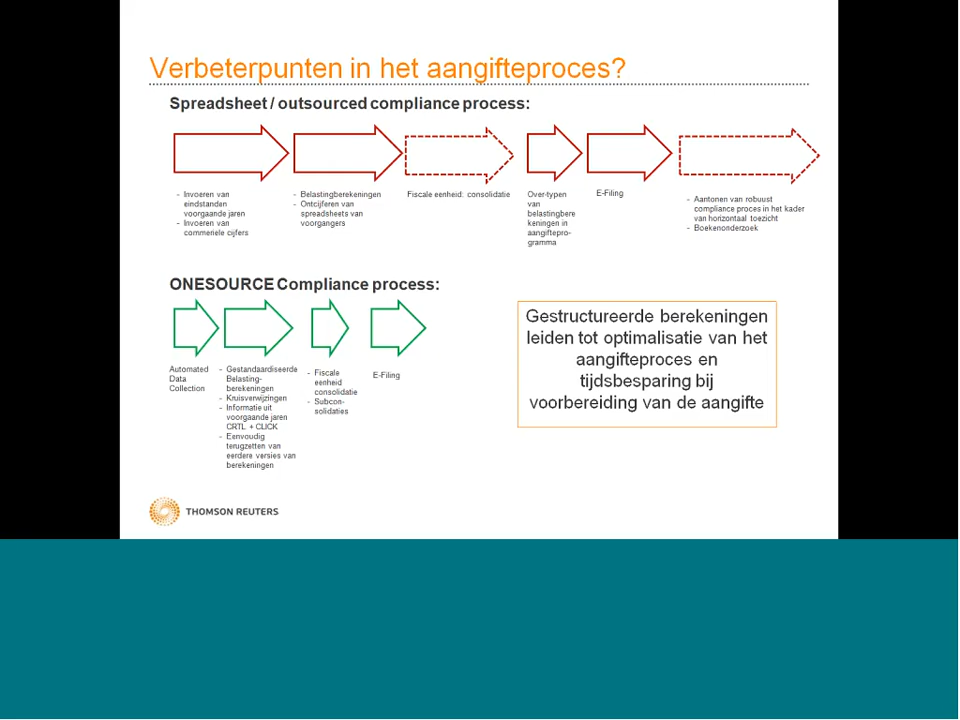 Verbeterpunten in het aangifteproces?
Spreadsheet / outsourced compliance process:
- Invoeren van
eindstanden
voorgaande jaren
- Invoeren van
commeriele cijfers
- Belastingberekeningen
- Ontcijferen van
spreadsheets van
voorgangers
Fiscale eenheid: consolidatie
Over-typen
van
belastingbere
keningen in
aangiftepro-
gramma
E-Filing
- Aantonen van robuust
compliance proces in het kader
van horizontaal toezicht
- Boekenonderzoek
ONESOURCE Compliance process:
Automated
Data
Collection
- Gestandaardiseerde
Belasting-
berekeningen
- Kruisverwijzingen
- Informatie uit
voorgaande jaren
CRTL + CLICK
- Eenvoudig
terugzetten van
eerdere versies van
berekeningen
- Fiscale
eenheid
consolidatie
- Subcon-
solidaties
E-Filing
Gestructureerde berekeningen
leiden tot optimalisatie van het
aangifteproces en
tijdsbesparing bij
voorbereiding van de aangifte
THOMSON REUTERS